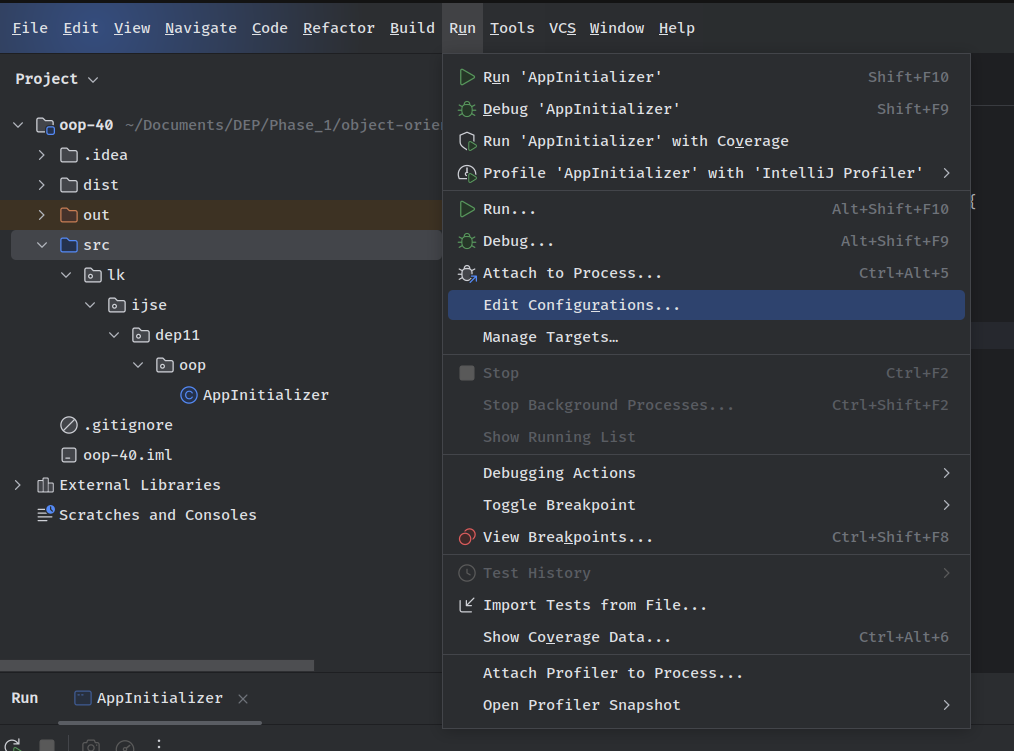 File Edit View Navigate Code Refactor Build Run Tools VCS Window Help
Project
oop-40 ~/Documents/DEP/Phase_1/object-orie
.idea
dist
out
src
lk
ijse
dep11
oop
AppInitializer
.gitignore
oop-40.iml
External Libraries
Scratches and Consoles
Run 'AppInitializer' Shift+F10
Debug 'AppInitializer' Shift+F9
Run 'AppInitializer' with Coverage
Profile 'AppInitializer' with 'IntelliJ Profiler'
Run... Alt+Shift+F10
Debug... Alt+Shift+F9
Attach to Process... Ctrl+Alt+5
Edit Configurations...
Manage Targets…
Stop Ctrl+F2
Stop Background Processes... Ctrl+Shift+F2
Show Running List
Debugging Actions
Toggle Breakpoint
View Breakpoints... Ctrl+Shift+F8
Test History
Import Tests from File...
Show Coverage Data... Ctrl+Alt+6
Attach Profiler to Process...
Open Profiler Snapshot
{
Run AppInitializer